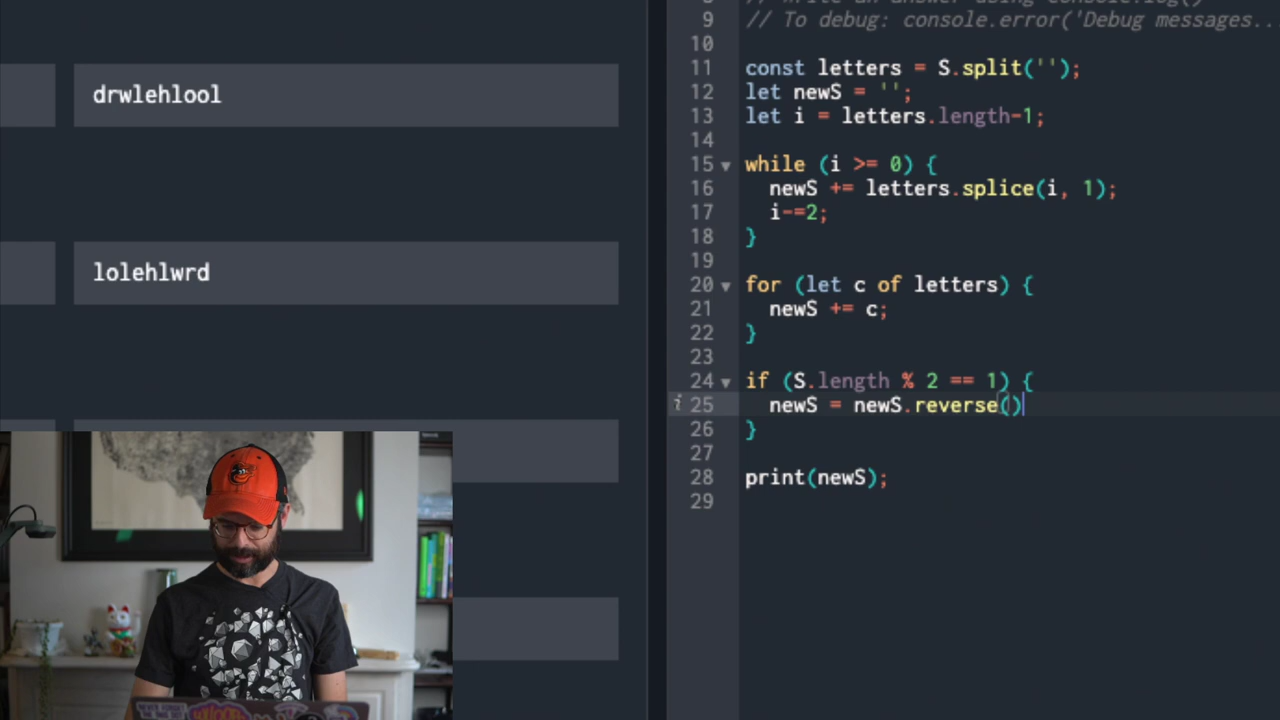 drwlehlool
lolehlwrd
9 // To debug: console.error('Debug messages..
10
11 const letters = S.split('');
12 let newS = '';
13 let i = letters.length-1;
14
15 while (i >= 0) {
16 newS += letters.splice(i, 1);
17 i-=2;
18 }
19
20 for (let c of letters) {
21 newS += c;
22 }
23
24 if (S.length % 2 == 1) {
25 newS = newS.reverse()
26 }
27
28 print(newS);
29